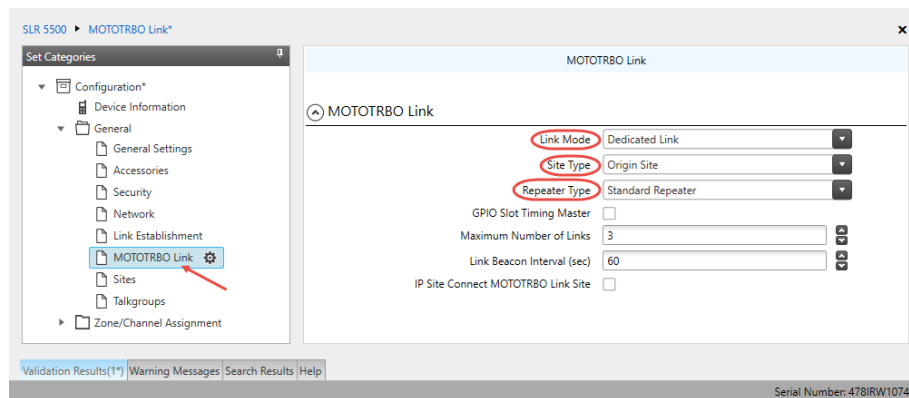 SLR 5500 ▸ MOTOTRBO Link*
x
Set Categories
Configuration*
Device Information
General
General Settings
Accessories
Security
Network
Link Establishment
MOTOTRBO Link
Sites
Talkgroups
Zone/Channel Assignment
MOTOTRBO Link
MOTOTRBO Link
Link Mode Dedicated Link
Site Type Origin Site
Repeater Type Standard Repeater
GPIO Slot Timing Master
Maximum Number of Links 3
Link Beacon Interval (sec) 60
IP Site Connect MOTOTRBO Link Site
Validation Results(1*) Warning Messages Search Results Help
Serial Number: 478IRW1074